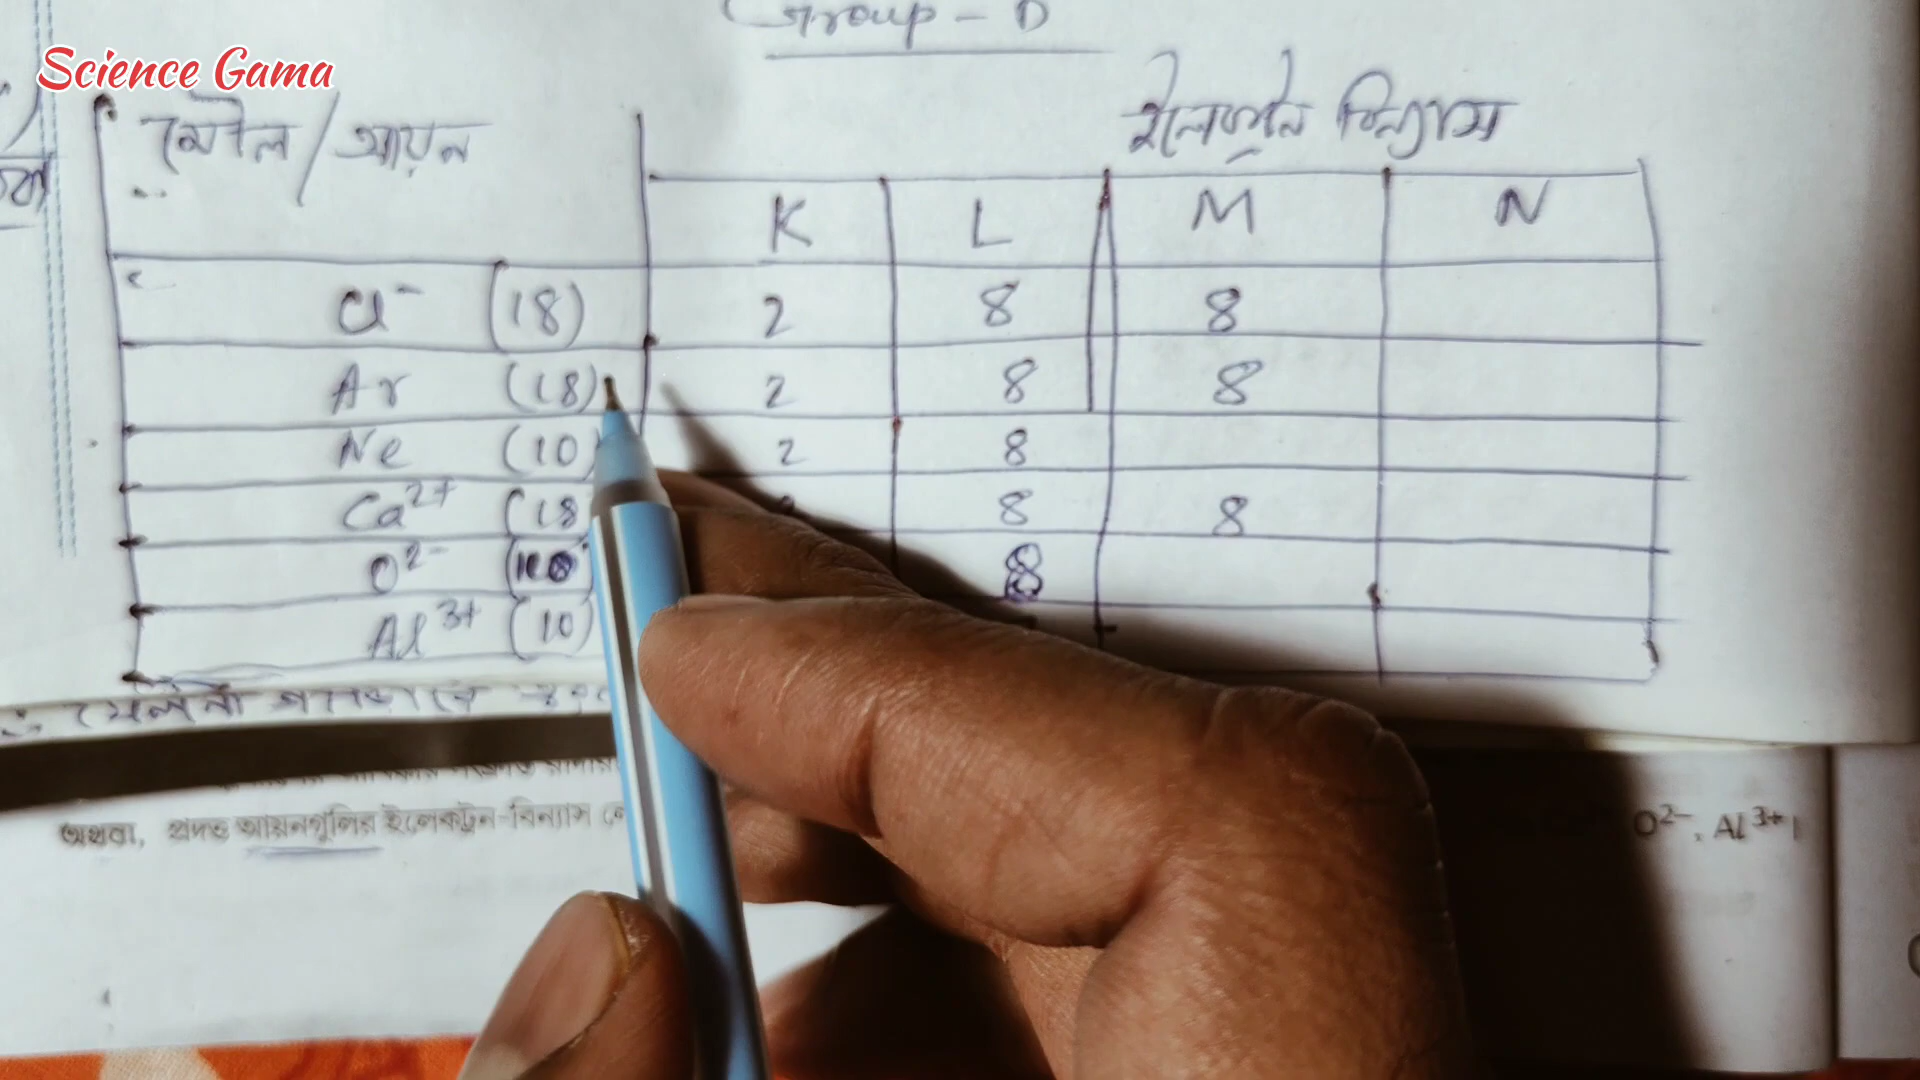 Group - D
Science Gama
মৌল/আয়ন
ইলেকট্রন বিন্যাস
K L M N
Cl⁻ (18) 2 8 8
Ar (18) 2 8 8
Ne (10) 2 8
Ca²⁺ (18 8 8
O²⁻ (10 8
Al³⁺ (10)
অথবা, প্রদত্ত আয়নগুলির ইলেকট্রন-বিন্যাস O²⁻, Al³⁺।